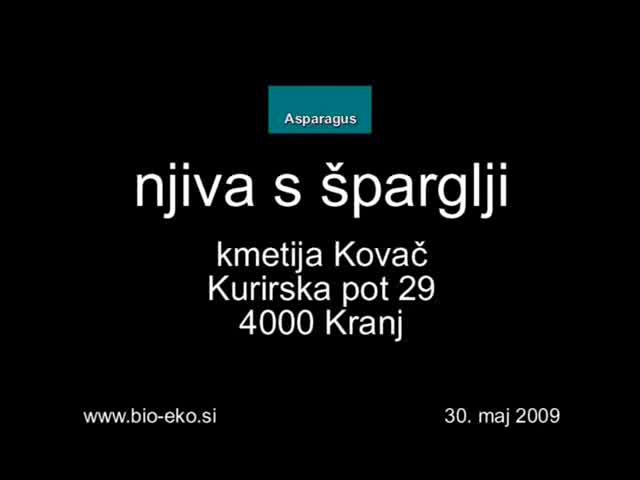 Asparagus
njiva s šparglji
kmetija Kovač
Kurirska pot 29
4000 Kranj
www.bio-eko.si
30. maj 2009